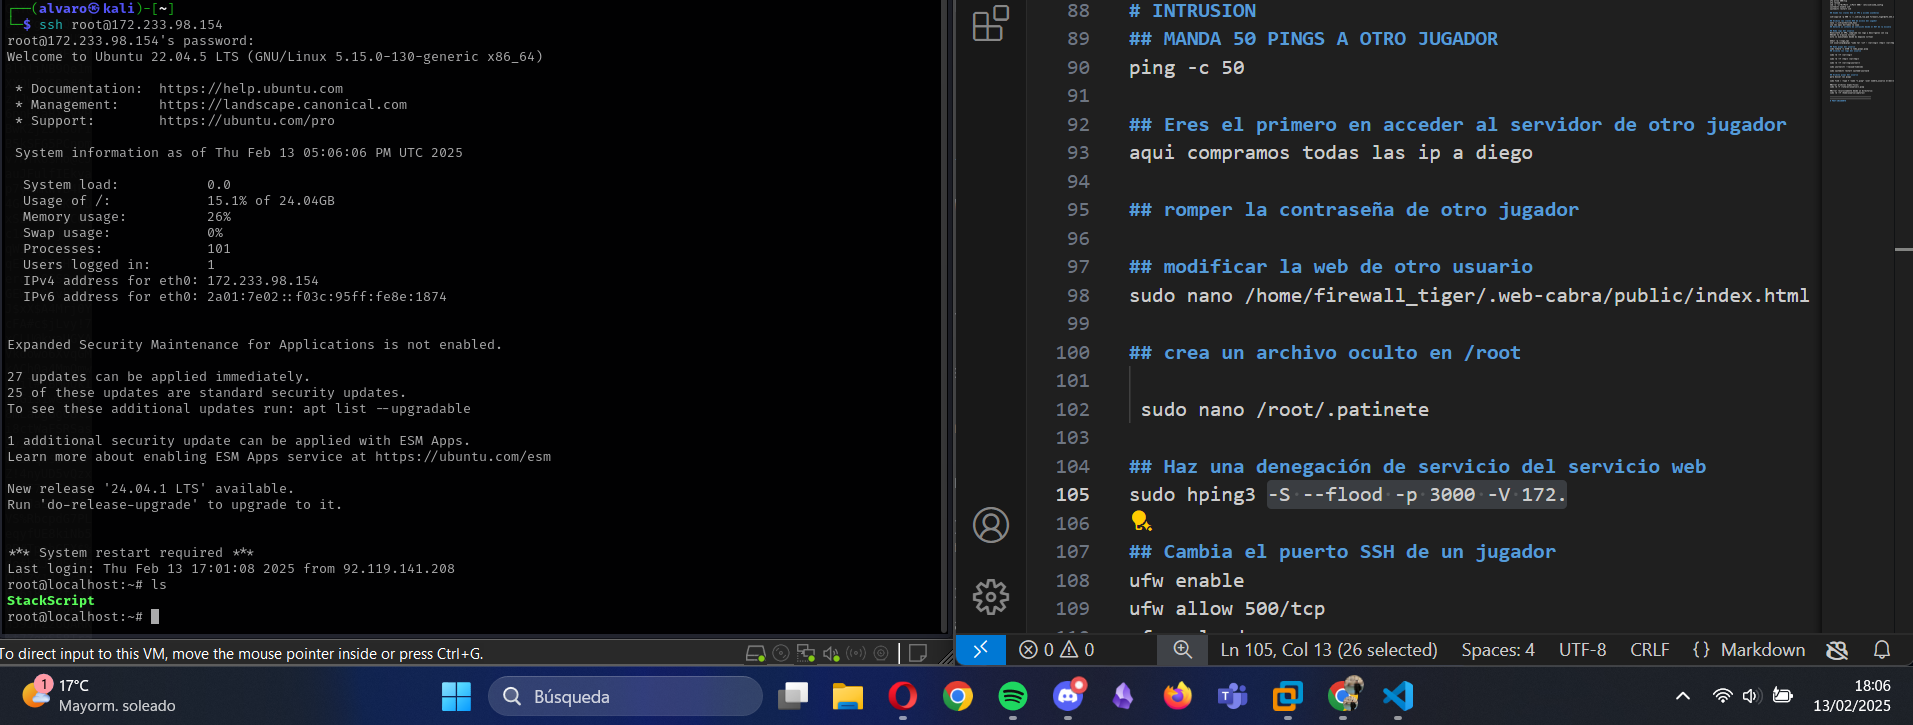 ┌──(alvaro㉿kali)-[~]
└─$ ssh root@172.233.98.154
root@172.233.98.154's password:
Welcome to Ubuntu 22.04.5 LTS (GNU/Linux 5.15.0-130-generic x86_64)
* Documentation: https://help.ubuntu.com
* Management: https://landscape.canonical.com
* Support: https://ubuntu.com/pro
System information as of Thu Feb 13 05:06:06 PM UTC 2025
System load: 0.0
Usage of /: 15.1% of 24.04GB
Memory usage: 26%
Swap usage: 0%
Processes: 101
Users logged in: 1
IPv4 address for eth0: 172.233.98.154
IPv6 address for eth0: 2a01:7e02::f03c:95ff:fe8e:1874
Expanded Security Maintenance for Applications is not enabled.
27 updates can be applied immediately.
25 of these updates are standard security updates.
To see these additional updates run: apt list --upgradable
1 additional security update can be applied with ESM Apps.
Learn more about enabling ESM Apps service at https://ubuntu.com/esm
New release '24.04.1 LTS' available.
Run 'do-release-upgrade' to upgrade to it.
*** System restart required ***
Last login: Thu Feb 13 17:01:08 2025 from 92.119.141.208
root@localhost:~# ls
StackScript
root@localhost:~#
To direct input to this VM, move the mouse pointer inside or press Ctrl+G.
88 # INTRUSION
89 ## MANDA 50 PINGS A OTRO JUGADOR
90 ping -c 50
91
92 ## Eres el primero en acceder al servidor de otro jugador
93 aqui compramos todas las ip a diego
94
95 ## romper la contraseña de otro jugador
96
97 ## modificar la web de otro usuario
98 sudo nano /home/firewall_tiger/.web-cabra/public/index.html
99
100 ## crea un archivo oculto en /root
101
102 sudo nano /root/.patinete
103
104 ## Haz una denegación de servicio del servicio web
105 sudo hping3 -S --flood -p 3000 -V 172.
106
107 ## Cambia el puerto SSH de un jugador
108 ufw enable
109 ufw allow 500/tcp
0 0 Ln 105, Col 13 (26 selected) Spaces: 4 UTF-8 CRLF {} Markdown
1
17°C
Mayorm. soleado
Búsqueda
18:06
13/02/2025